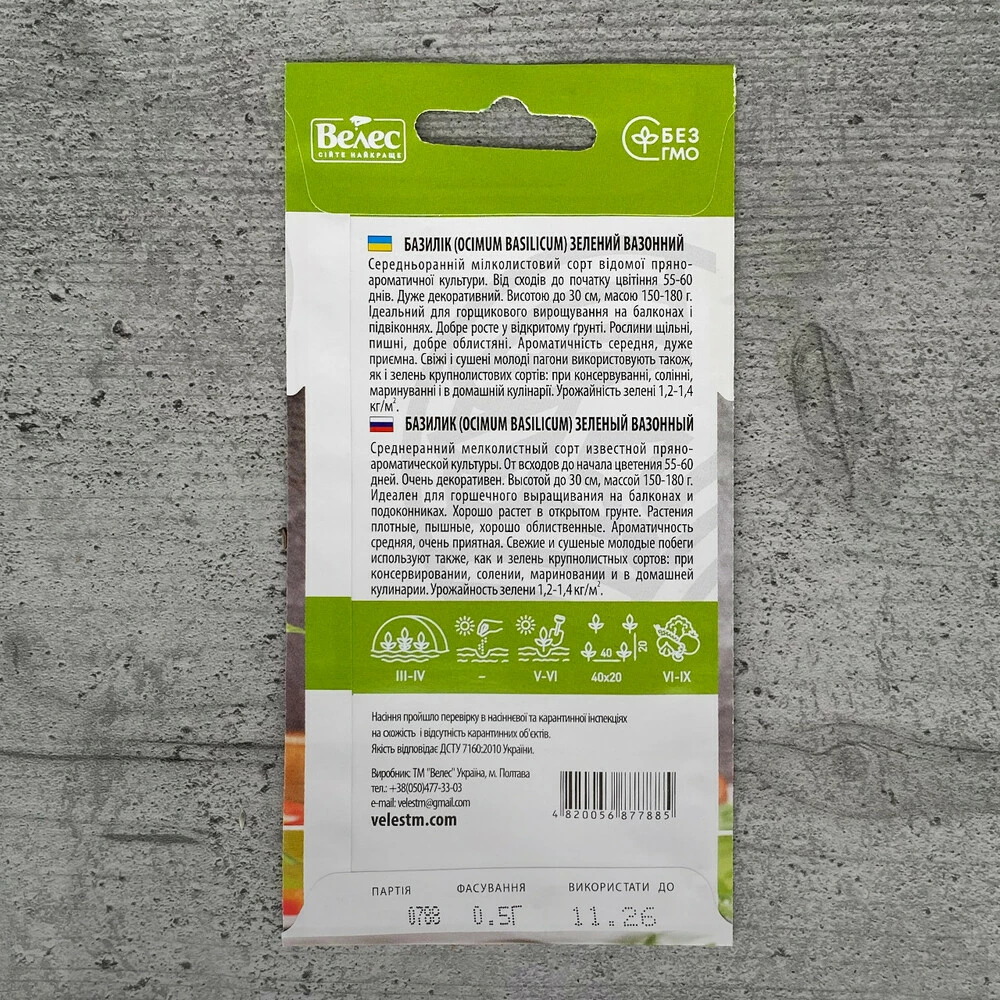 Велес
СІЙТЕ НАЙКРАЩЕ
БЕЗ
ГМО
БАЗИЛІК (OCIMUM BASILICUM) ЗЕЛЕНИЙ ВАЗОННИЙ
Середньоранній мілколистовий сорт відомої пряно-
ароматичної культури. Від сходів до початку цвітіння 55-60
днів. Дуже декоративний. Висотою до 30 см, масою 150-180 г.
Ідеальний для горщикового вирощування на балконах і
підвіконнях. Добре росте у відкритому ґрунті. Рослини щільні,
пишні, добре облистяні. Ароматичність середня, дуже
приємна. Свіжі і сушені молоді пагони використовують також,
як і зелень крупнолистових сортів: при консервуванні, солінні,
маринуванні і в домашній кулінарії. Урожайність зелені 1,2-1,4
кг/м².
БАЗИЛИК (OCIMUM BASILICUM) ЗЕЛЕНЫЙ ВАЗОННЫЙ
Среднеранний мелколистный сорт известной пряно-
ароматической культуры. От всходов до начала цветения 55-60
дней. Очень декоративен. Высотой до 30 см, массой 150-180 г.
Идеален для горшечного выращивания на балконах и
подоконниках. Хорошо растет в открытом грунте. Растения
плотные, пышные, хорошо облиственные. Ароматичность
средняя, очень приятная. Свежие и сушеные молодые побеги
используют также, как и зелень крупнолистных сортов: при
консервировании, солении, мариновании и в домашней
кулинарии. Урожайность зелени 1,2-1,4 кг/м².
40
20
III-IV – V-VI 40x20 VI-IX
Насіння пройшло перевірку в насіннєвої та карантинної інспекціях
на схожість і відсутність карантинних об'єктів.
Якість відповідає ДСТУ 7160:2010 України.
Виробник: ТМ "Велес" Україна, м. Полтава
тел.: +38(050)477-33-03
e-mail: velestm@gmail.com
velestm.com
4 820056 877885
ПАРТІЯ ФАСУВАННЯ ВИКОРИСТАТИ ДО
0788 0.5Г 11.26